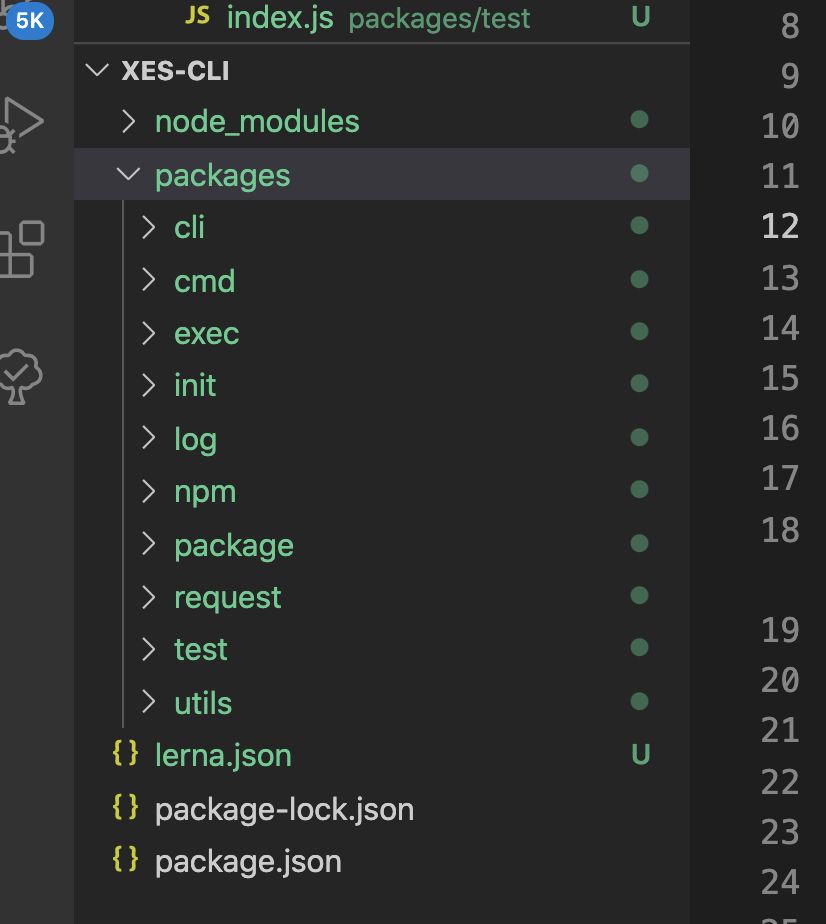 JS index.js packages/test U
8
5K
XES-CLI
9
node_modules
10
packages
11
cli
12
cmd
13
exec
14
init
15
log
16
npm
17
package
18
request
19
test
20
utils
21
{} lerna.json U
22
{} package-lock.json
23
{} package.json
24
25